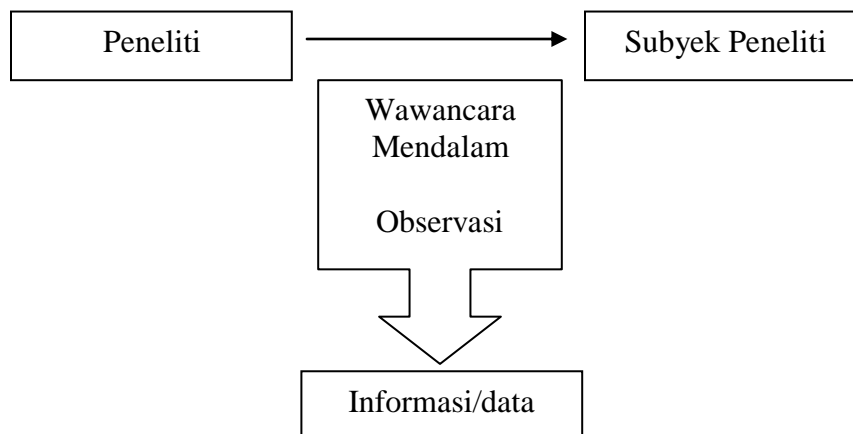 Peneliti
Subyek Peneliti
Wawancara
Mendalam
Observasi
Informasi/data